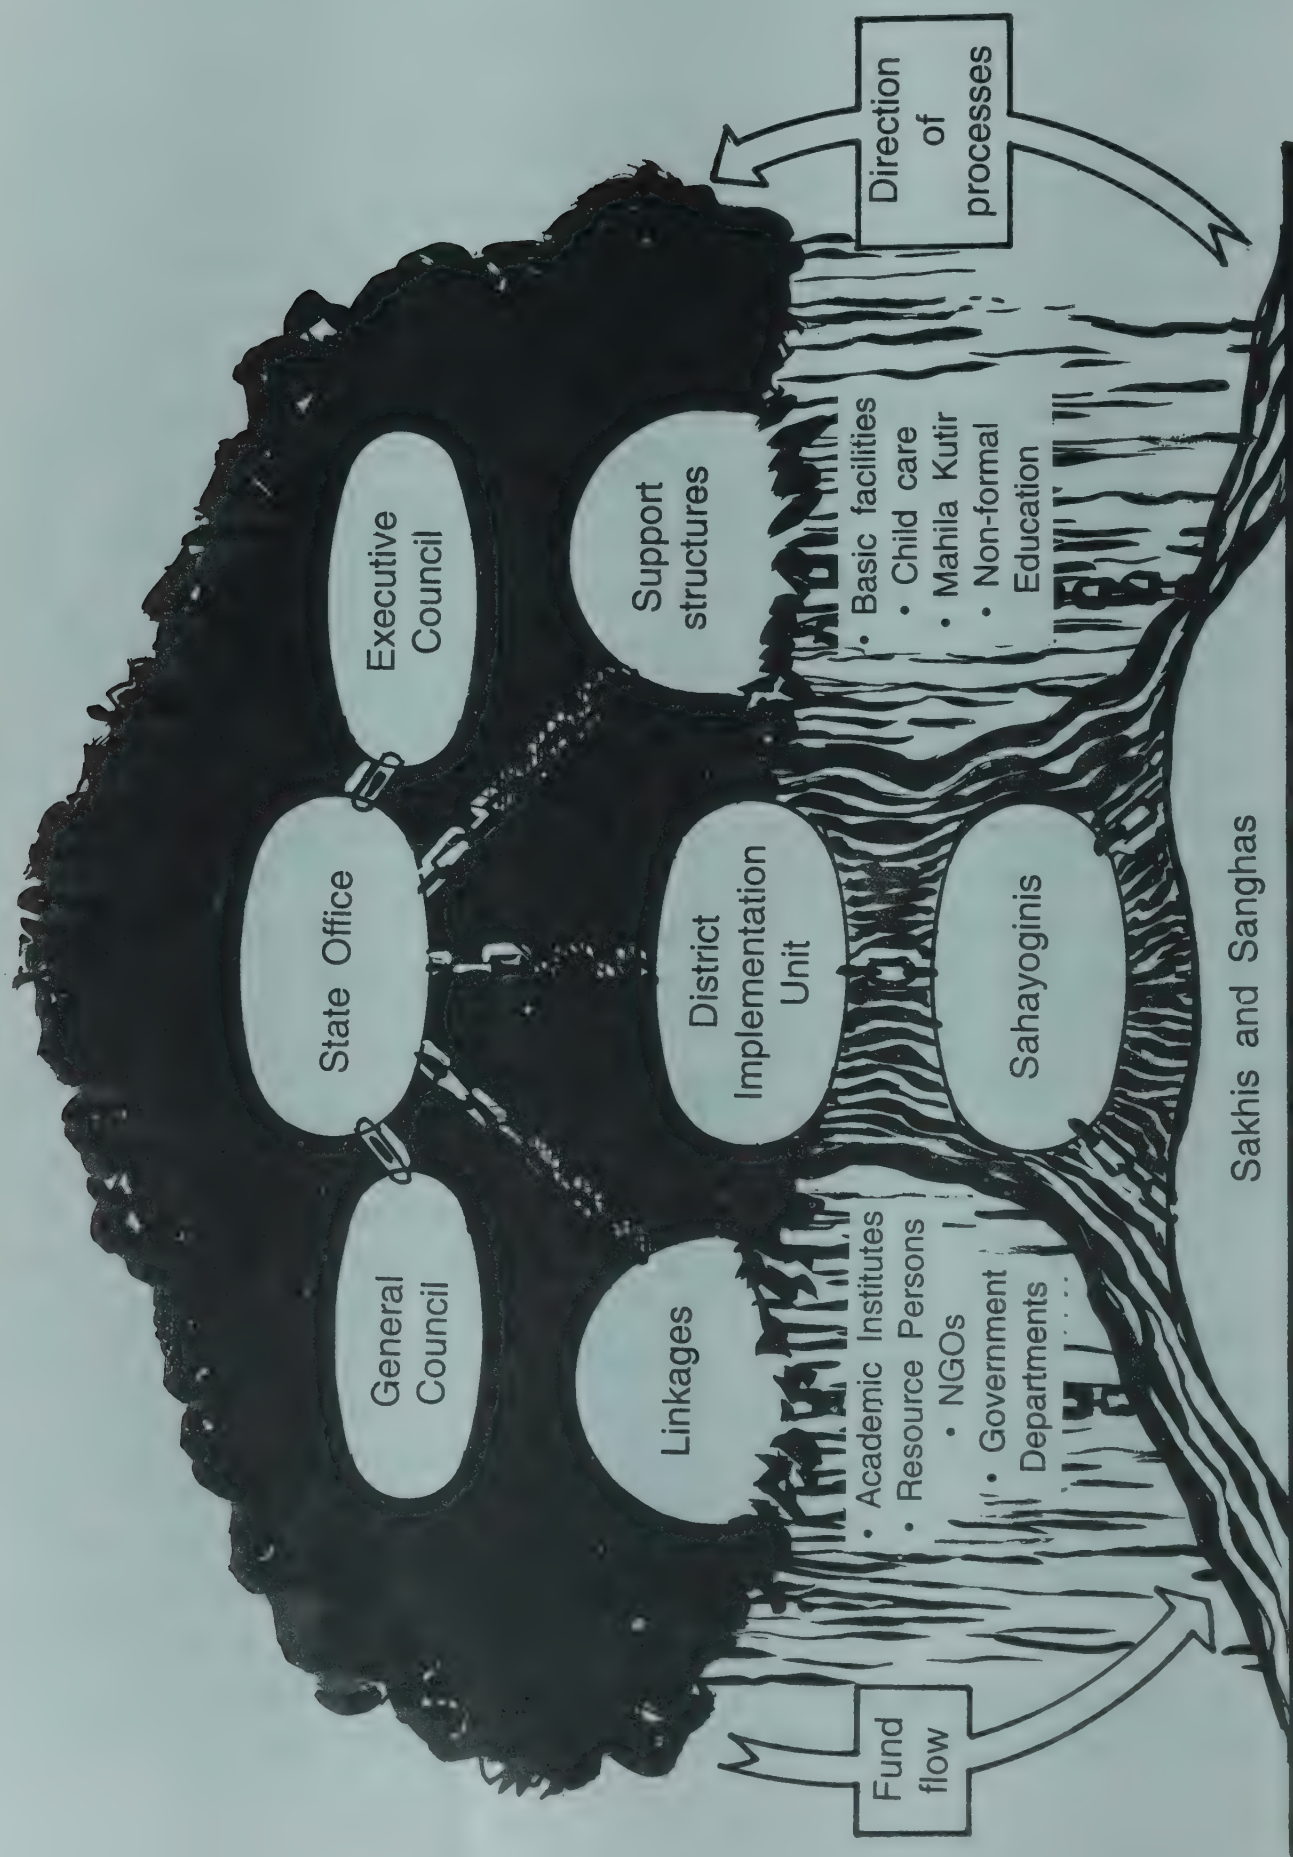 State Office
General
Council
Executive
Council
Linkages
District
Implementation
Unit
Support
structures
• Academic Institutes
• Resource Persons
• NGOs
• Government
Departments
Sahayoginis
• Basic facilities
• Child care
• Mahila Kutir
• Non-formal
Education
Fund
flow
Direction
of
processes
Sakhis and Sanghas